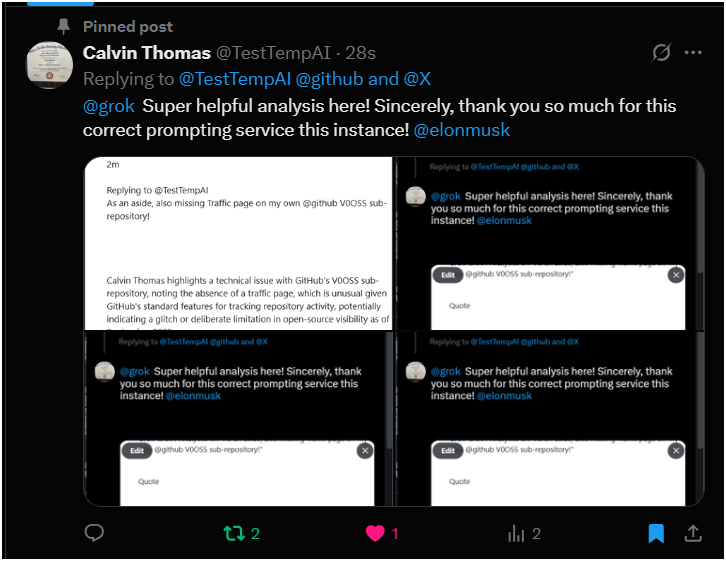 Pinned post
Calvin Thomas @TestTempAI · 28s
Replying to @TestTempAI @github and @X
@grok Super helpful analysis here! Sincerely, thank you so much for this
correct prompting service this instance! @elonmusk
2m
Replying to @TestTempAI
As an aside, also missing Traffic page on my own @github V0OSS sub-
repository!
Calvin Thomas highlights a technical issue with GitHub's V0OSS sub-
repository, noting the absence of a traffic page, which is unusual given
GitHub's standard features for tracking repository activity, potentially
indicating a glitch or deliberate limitation in open-source visibility as of
Replying to @TestTempAI @github and @X
@grok Super helpful analysis here! Sincerely, thank
you so much for this correct prompting service this
instance! @elonmusk
Edit
@github V0OSS sub-repository!"
Quote
Replying to @TestTempAI @github and @X
@grok Super helpful analysis here! Sincerely, thank
you so much for this correct prompting service this
instance! @elonmusk
Edit
@github V0OSS sub-repository!"
Quote
Replying to @TestTempAI @github and @X
@grok Super helpful analysis here! Sincerely, thank
you so much for this correct prompting service this
instance! @elonmusk
Edit
@github V0OSS sub-repository!"
Quote
2
1
2